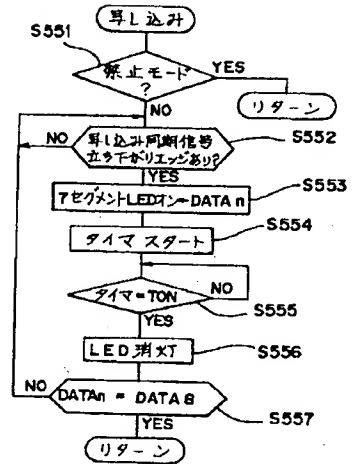 写し込み
S551
禁止モード
?
YES
NO
リターン
NO
写し込み同期信号
立ち下がりエッジあり?
S552
YES
7セグメントLEDオン←DATAn
S553
タイマ スタート
S554
タイマ=TON
NO
S555
YES
LED消灯
S556
NO
DATAn = DATA8
S557
YES
リターン